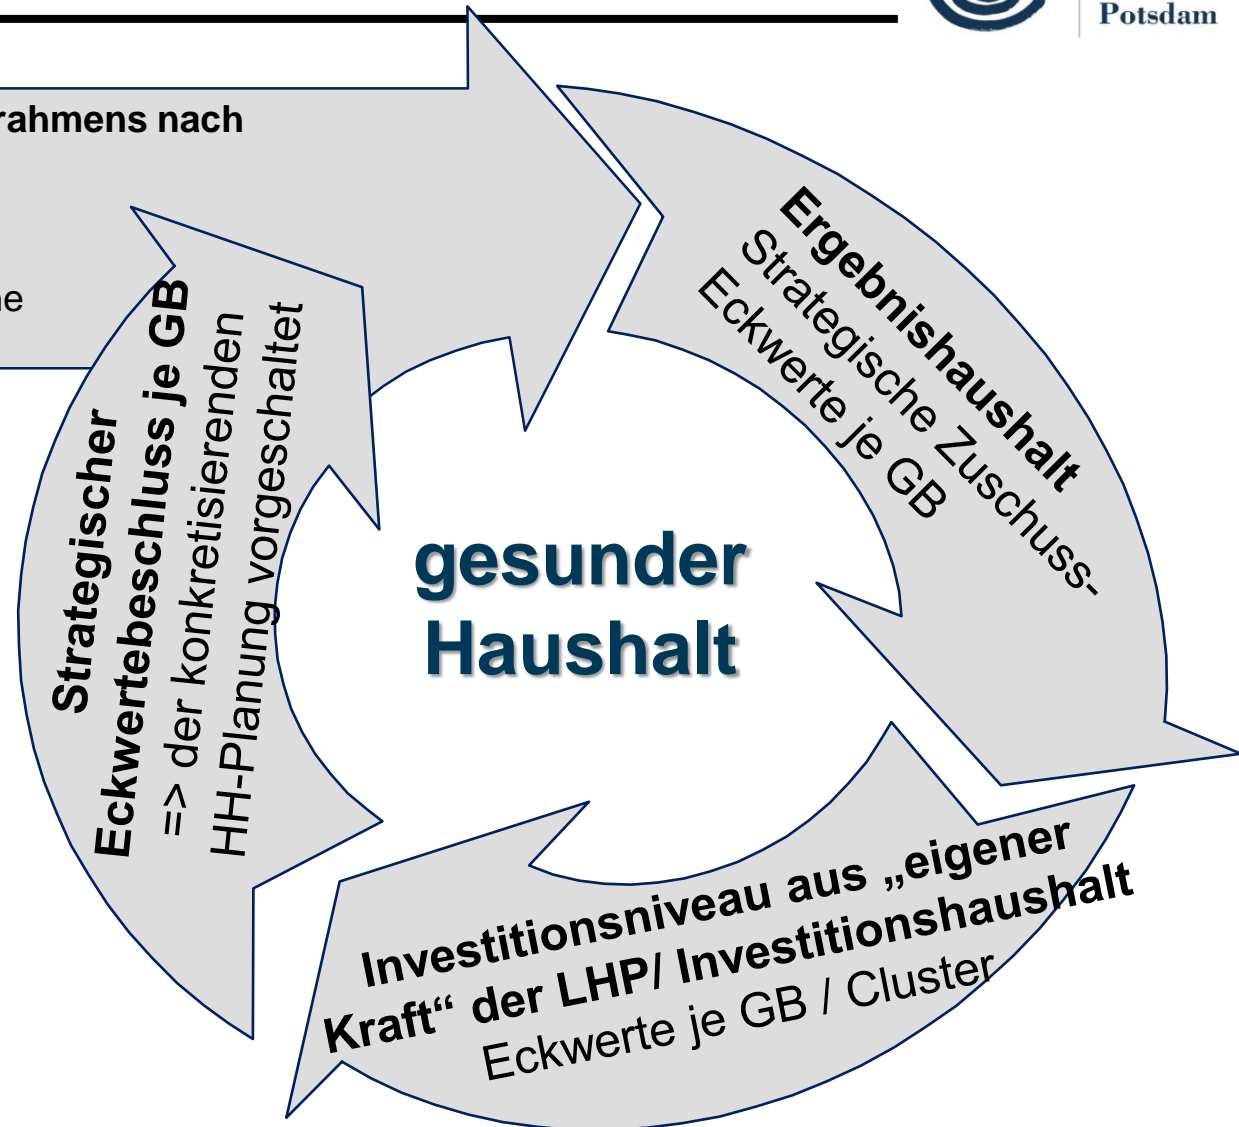 Potsdam
rahmens nach
ne
Ergebnishaushalt
Strategische Zuschuss-
Eckwerte je GB
gesunder
Haushalt
Investitionsniveau aus „eigener
Kraft“ der LHP/ Investitionshaushalt
Eckwerte je GB / Cluster
Strategischer
Eckwertebeschluss je GB
=> der konkretisierenden
HH-Planung vorgeschaltet